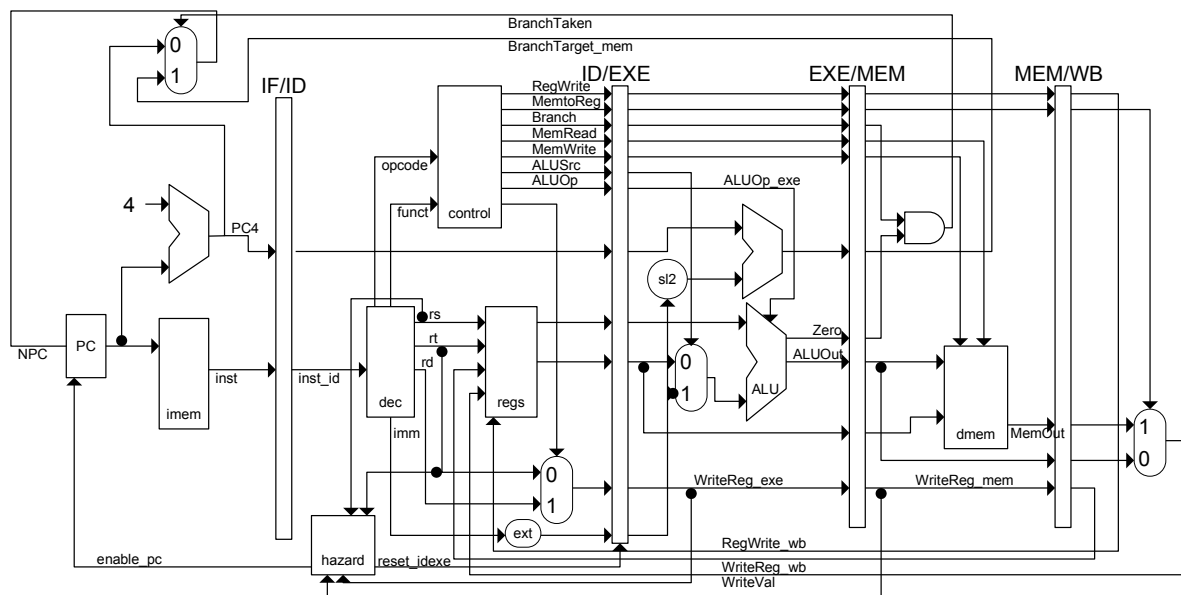 BranchTaken
0
1
BranchTarget_mem
IF/ID
ID/EXE
EXE/MEM
MEM/WB
RegWrite
MemtoReg
Branch
MemRead
MemWrite
ALUSrc
ALUOp
opcode
funct
control
ALUOp_exe
4
PC4
sl2
rs
rt
rd
Zero
ALUOut
NPC
PC
inst
imem
inst_id
dec
imm
regs
0
1
ALU
dmem
MemOut
1
0
0
1
WriteReg_exe
WriteReg_mem
ext
enable_pc
hazard
reset_idexe
RegWrite_wb
WriteReg_wb
WriteVal